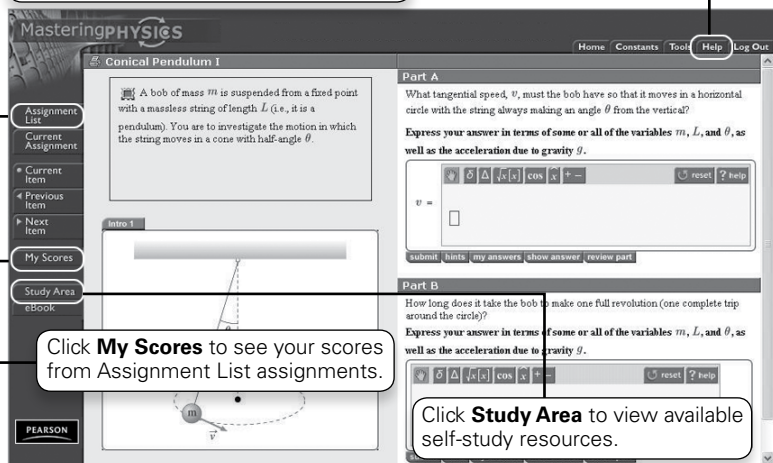 MasteringPHYSICS
Home Constants Tools Help Log Out
Conical Pendulum I
A bob of mass m is suspended from a fixed point
with a massless string of length L (i.e., it is a
pendulum). You are to investigate the motion in which
the string moves in a cone with half-angle θ.
Assignment
List
Current
Assignment
Current
Item
Previous
Item
Next
Item
My Scores
Study Area
eBook
PEARSON
Intro 1
θ
m
v
Click My Scores to see your scores
from Assignment List assignments.
Part A
What tangential speed, v, must the bob have so that it moves in a horizontal
circle with the string always making an angle θ from the vertical?
Express your answer in terms of some or all of the variables m, L, and θ, as
well as the acceleration due to gravity g.
δ Δ √x[x] cos x + − reset ? help
v =
submit hints my answers show answer review part
Part B
How long does it take the bob to make one full revolution (one complete trip
around the circle)?
Express your answer in terms of some or all of the variables m, L, and θ, as
well as the acceleration due to gravity g.
δ Δ √x[x] cos x + − reset ? help
Click Study Area to view available
self-study resources.